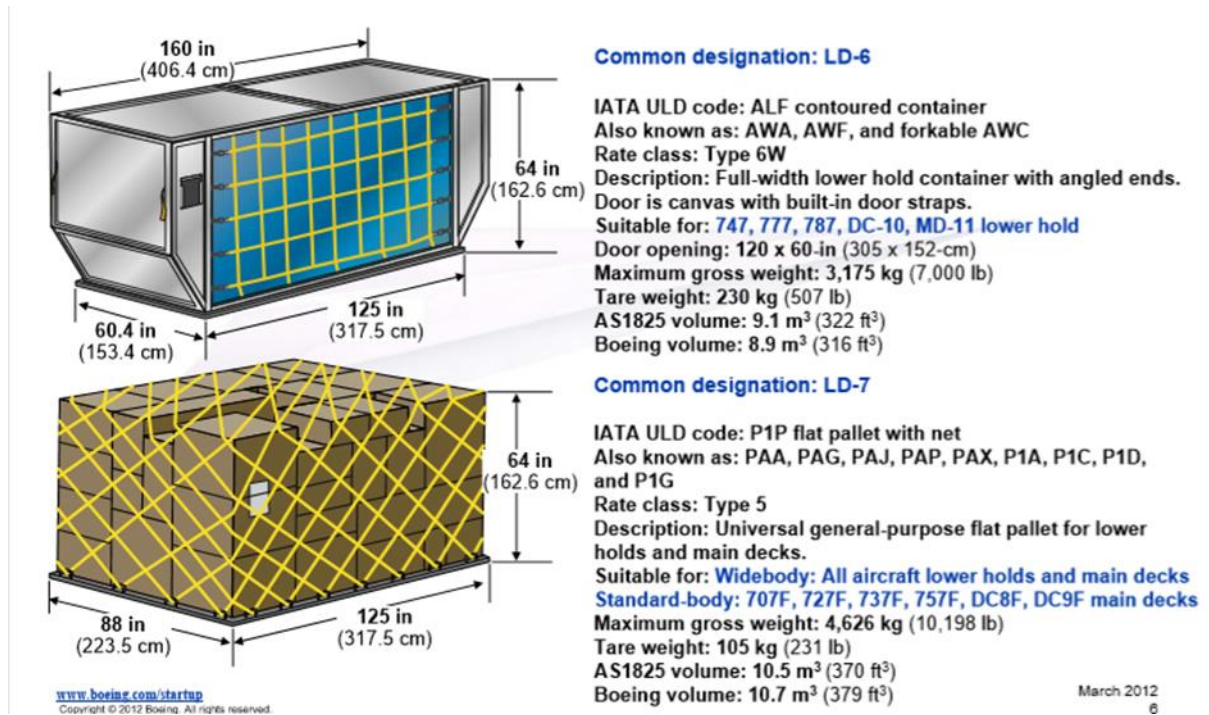 160 in
(406.4 cm)
64 in
(162.6 cm)
60.4 in
(153.4 cm)
125 in
(317.5 cm)
Common designation: LD-6
IATA ULD code: ALF contoured container
Also known as: AWA, AWF, and forkable AWC
Rate class: Type 6W
Description: Full-width lower hold container with angled ends.
Door is canvas with built-in door straps.
Suitable for: 747, 777, 787, DC-10, MD-11 lower hold
Door opening: 120 x 60-in (305 x 152-cm)
Maximum gross weight: 3,175 kg (7,000 lb)
Tare weight: 230 kg (507 lb)
AS1825 volume: 9.1 m³ (322 ft³)
Boeing volume: 8.9 m³ (316 ft³)
64 in
(162.6 cm)
88 in
(223.5 cm)
125 in
(317.5 cm)
Common designation: LD-7
IATA ULD code: P1P flat pallet with net
Also known as: PAA, PAG, PAJ, PAP, PAX, P1A, P1C, P1D,
and P1G
Rate class: Type 5
Description: Universal general-purpose flat pallet for lower
holds and main decks.
Suitable for: Widebody: All aircraft lower holds and main decks
Standard-body: 707F, 727F, 737F, 757F, DC8F, DC9F main decks
Maximum gross weight: 4,626 kg (10,198 lb)
Tare weight: 105 kg (231 lb)
AS1825 volume: 10.5 m³ (370 ft³)
Boeing volume: 10.7 m³ (379 ft³)
www.boeing.com/startup
Copyright © 2012 Boeing. All rights reserved.
March 2012
6